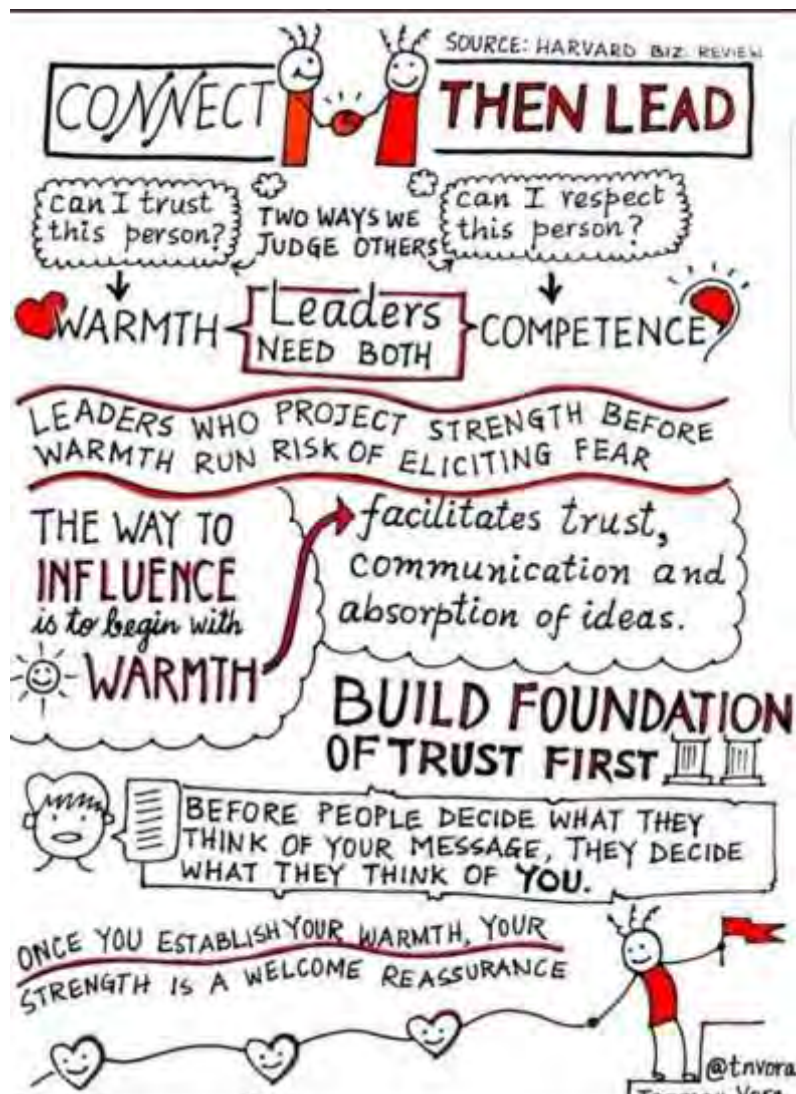 SOURCE: HARVARD BIZ. REVIEW
CONNECT THEN LEAD
can I trust
this person?
TWO WAYS WE
JUDGE OTHERS
can I respect
this person?
WARMTH
Leaders
NEED BOTH
COMPETENCE
LEADERS WHO PROJECT STRENGTH BEFORE
WARMTH RUN RISK OF ELICITING FEAR
THE WAY TO
INFLUENCE
is to begin with
WARMTH
facilitates trust,
communication and
absorption of ideas.
BUILD FOUNDATION
OF TRUST FIRST
BEFORE PEOPLE DECIDE WHAT THEY
THINK OF YOUR MESSAGE, THEY DECIDE
WHAT THEY THINK OF YOU.
ONCE YOU ESTABLISH YOUR WARMTH, YOUR
STRENGTH IS A WELCOME REASSURANCE
@tnvora